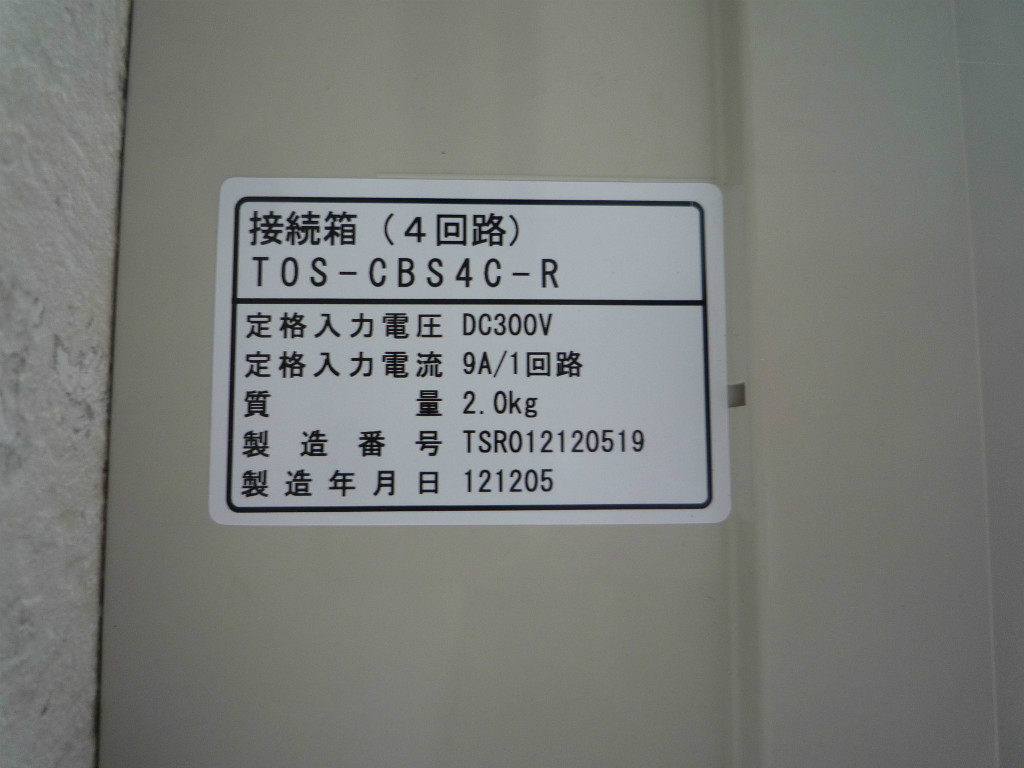 接続箱（４回路）
TOS-CBS4C-R
定格入力電圧 DC300V
定格入力電流 9A/1回路
質量 2.0kg
製造番号 TSR012120519
製造年月日 121205